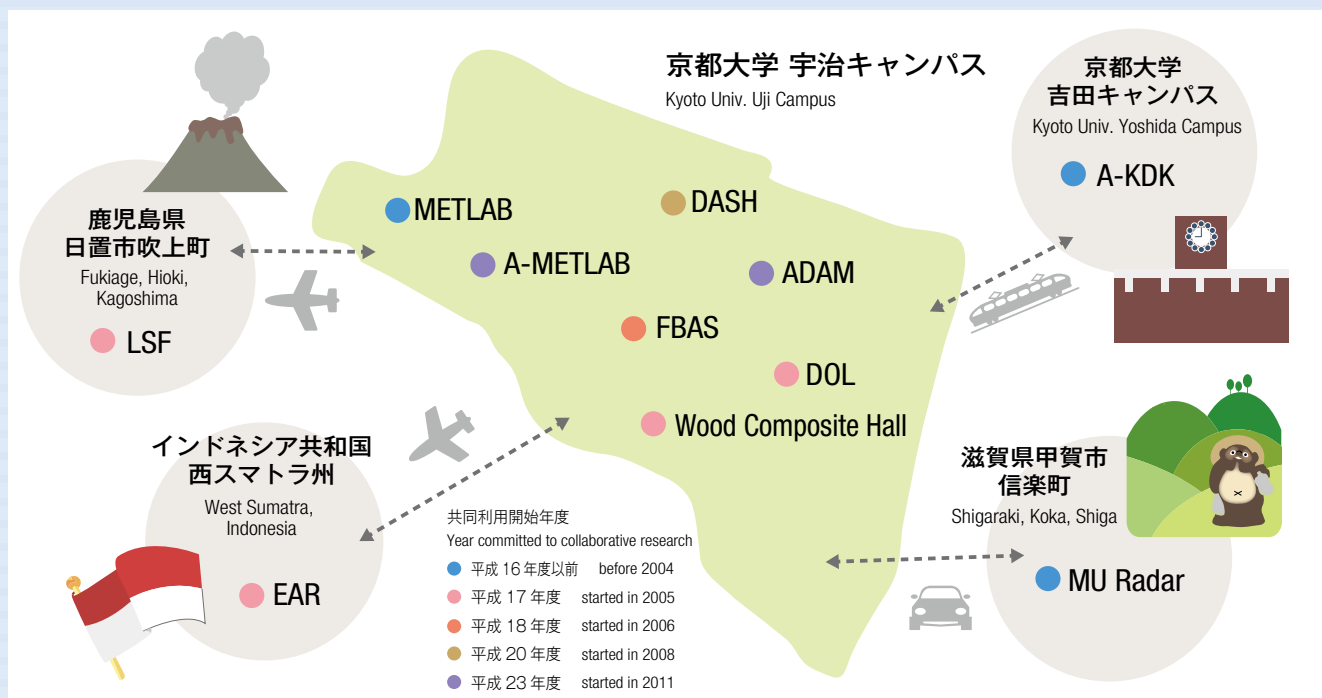 京都大学 宇治キャンパス
Kyoto Univ. Uji Campus
京都大学
吉田キャンパス
Kyoto Univ. Yoshida Campus
A-KDK
鹿児島県
日置市吹上町
Fukiage, Hioki,
Kagoshima
LSF
METLAB
DASH
A-METLAB
ADAM
FBAS
DOL
Wood Composite Hall
インドネシア共和国
西スマトラ州
West Sumatra,
Indonesia
EAR
滋賀県甲賀市
信楽町
Shigaraki, Koka, Shiga
MU Radar
共同利用開始年度
Year committed to collaborative research
平成 16 年度以前 before 2004
平成 17 年度 started in 2005
平成 18 年度 started in 2006
平成 20 年度 started in 2008
平成 23 年度 started in 2011